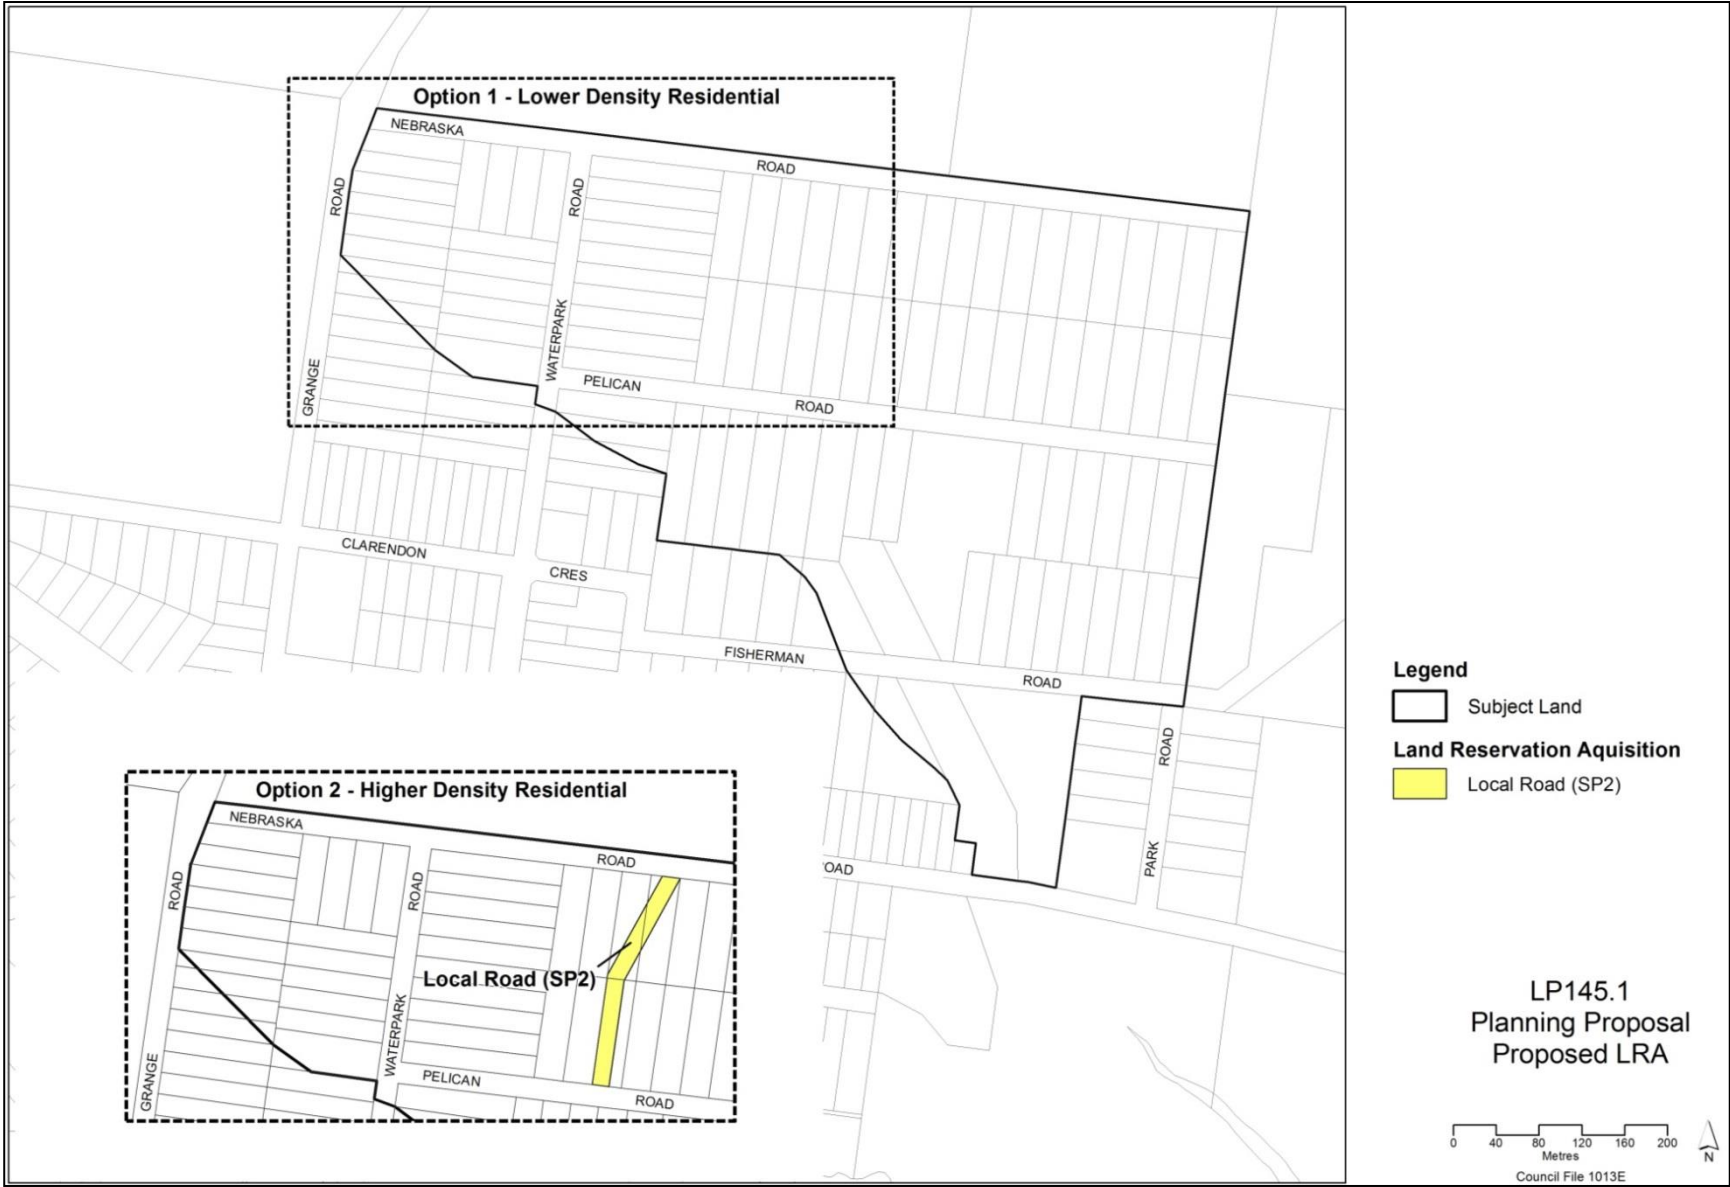 Option 1 - Lower Density Residential
NEBRASKA
ROAD
ROAD
ROAD
WATERPARK
GRANGE
PELICAN
ROAD
CLARENDON
CRES
FISHERMAN
ROAD
ROAD
PARK
OAD
Option 2 - Higher Density Residential
NEBRASKA
ROAD
ROAD
ROAD
Local Road (SP2)
WATERPARK
GRANGE
PELICAN
ROAD
Legend
Subject Land
Land Reservation Aquisition
Local Road (SP2)
LP145.1
Planning Proposal
Proposed LRA
0 40 80 120 160 200
Metres
N
Council File 1013E